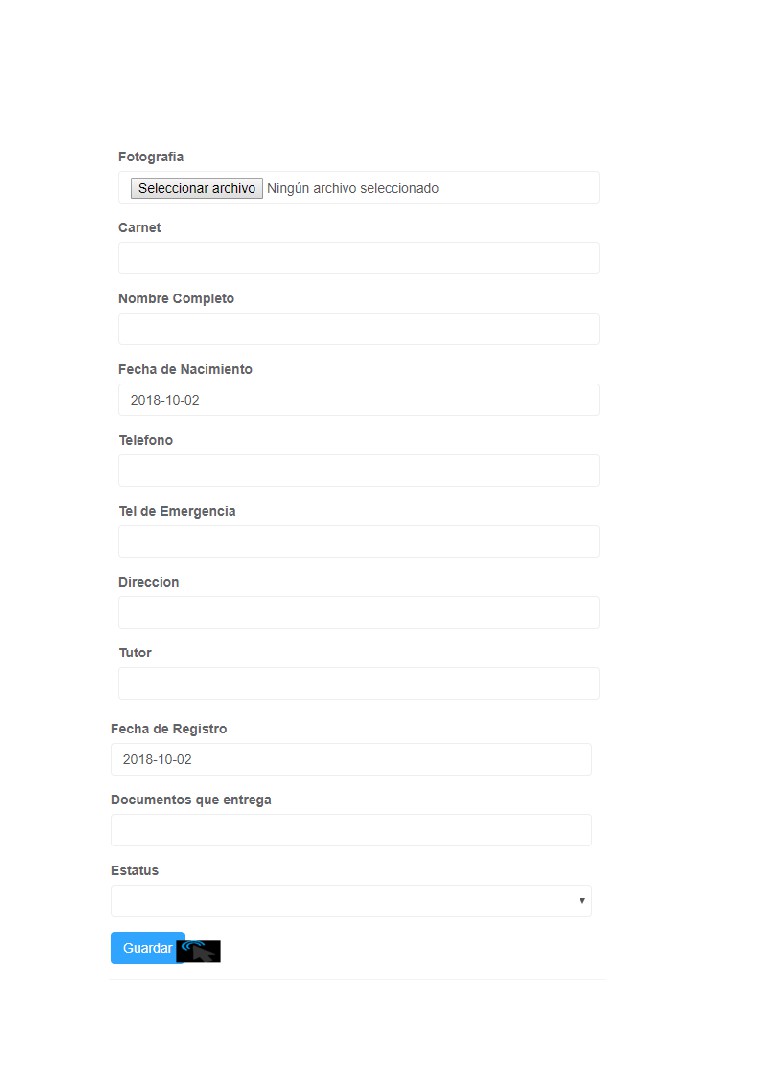 Fotografia
Seleccionar archivo Ningún archivo seleccionado
Carnet
Nombre Completo
Fecha de Nacimiento
2018-10-02
Telefono
Tel de Emergencia
Direccion
Tutor
Fecha de Registro
2018-10-02
Documentos que entrega
Estatus
Guardar